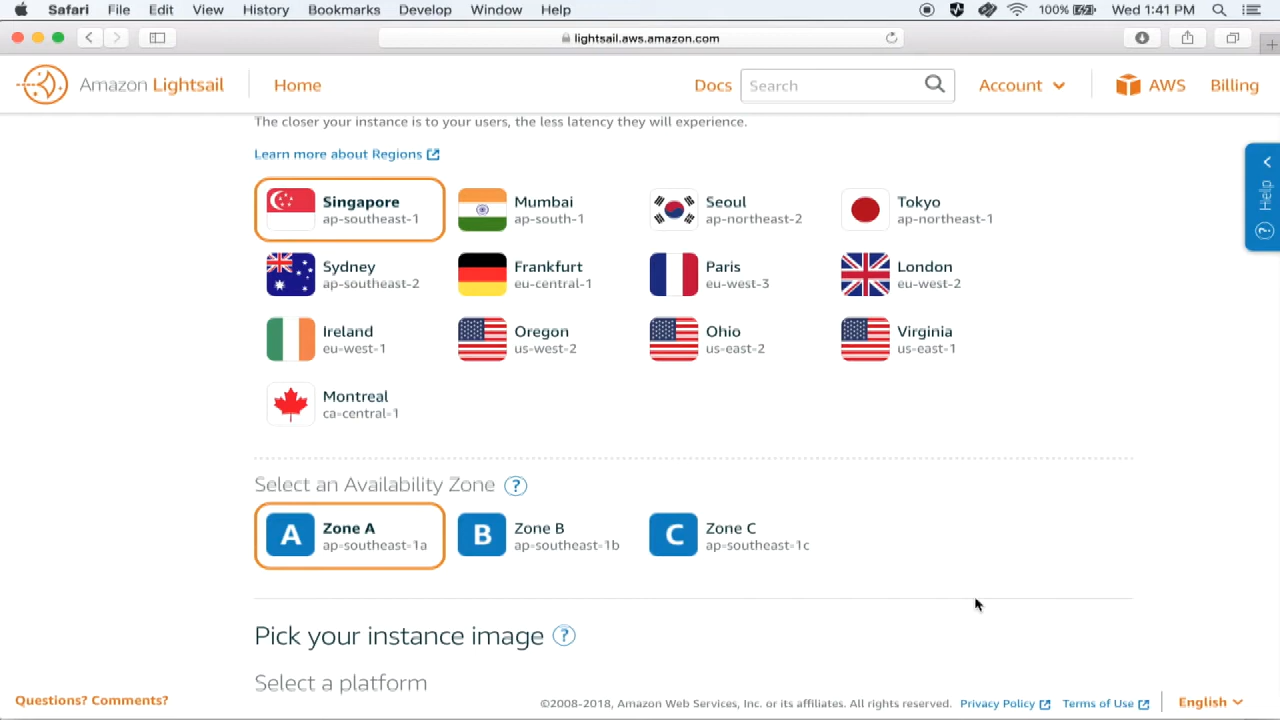 Safari File Edit View History Bookmarks Develop Window Help 100% Wed 1:41 PM
lightsail.aws.amazon.com
Amazon Lightsail Home Docs Search Account AWS Billing
The closer your instance is to your users, the less latency they will experience.
Learn more about Regions
Singapore Mumbai Seoul Tokyo
ap-southeast-1 ap-south-1 ap-northeast-2 ap-northeast-1
Help ?
Sydney Frankfurt Paris London
ap-southeast-2 eu-central-1 eu-west-3 eu-west-2
Ireland Oregon Ohio Virginia
eu-west-1 us-west-2 us-east-2 us-east-1
Montreal
ca-central-1
Select an Availability Zone ?
A Zone A B Zone B C Zone C
ap-southeast-1a ap-southeast-1b ap-southeast-1c
Pick your instance image ?
Select a platform
Questions? Comments? ©2008-2018, Amazon Web Services, Inc. or its affiliates. All rights reserved. Privacy Policy Terms of Use English